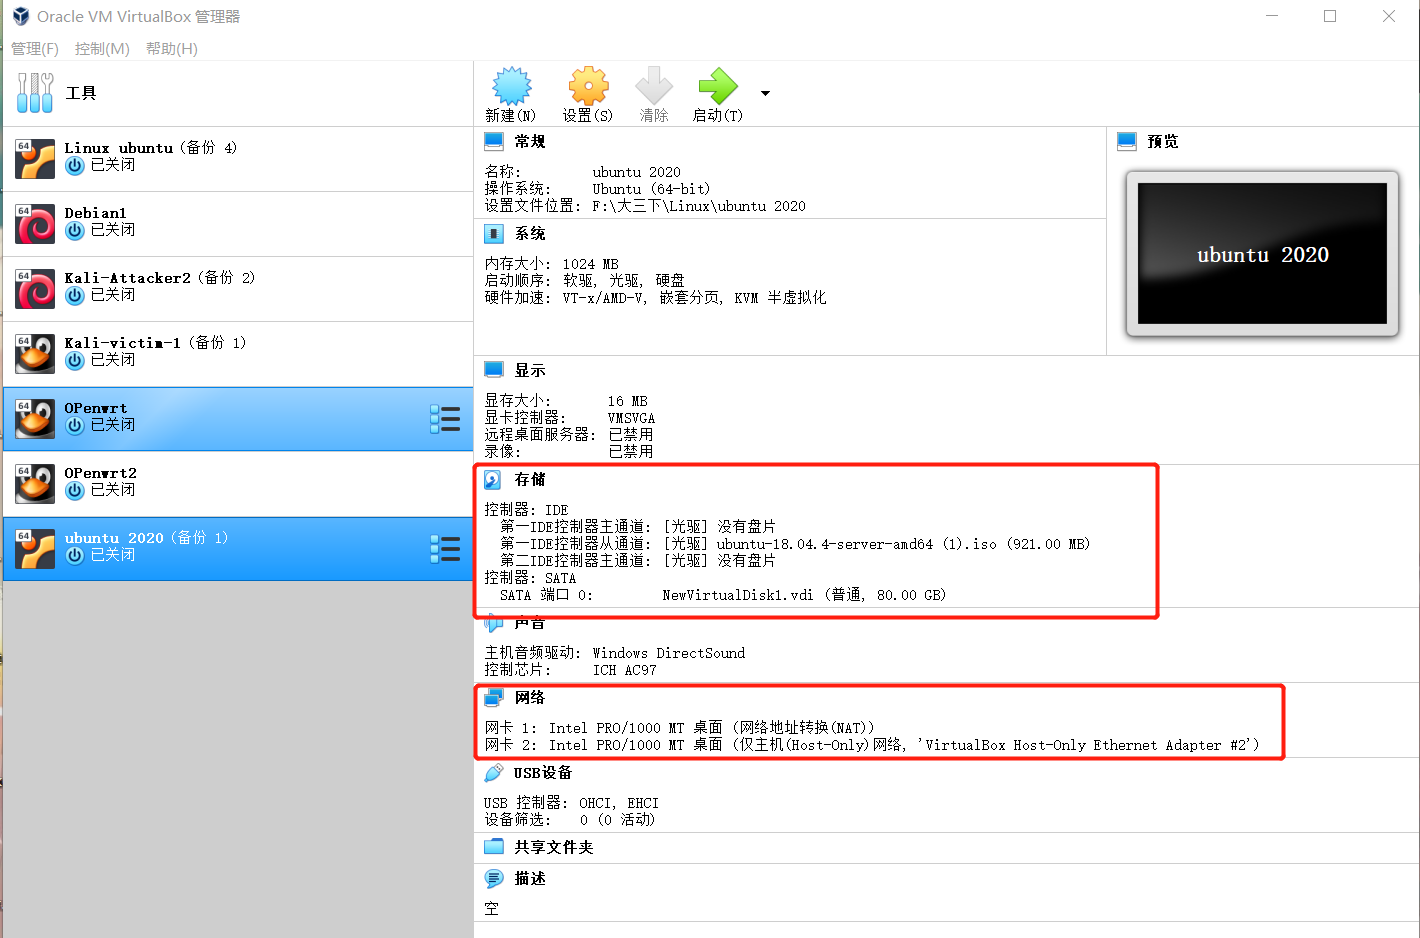 Oracle VM VirtualBox 管理器
管理(F) 控制(M) 帮助(H)
工具
新建(N) 设置(S) 清除 启动(T)
64 Linux ubuntu (备份 4)
已关闭
64 Debian1
已关闭
64 Kali-Attacker2 (备份 2)
已关闭
64 Kali-victim-1 (备份 1)
已关闭
64 OPenwrt
已关闭
64 OPenwrt2
已关闭
64 ubuntu 2020 (备份 1)
已关闭
常规
名称: ubuntu 2020
操作系统: Ubuntu (64-bit)
设置文件位置: F:\大三下\Linux\ubuntu 2020
系统
内存大小: 1024 MB
启动顺序: 软驱, 光驱, 硬盘
硬件加速: VT-x/AMD-V, 嵌套分页, KVM 半虚拟化
预览
ubuntu 2020
显示
显存大小: 16 MB
显卡控制器: VMSVGA
远程桌面服务器: 已禁用
录像: 已禁用
存储
控制器: IDE
第一IDE控制器主通道: [光驱] 没有盘片
第一IDE控制器从通道: [光驱] ubuntu-18.04.4-server-amd64 (1).iso (921.00 MB)
第二IDE控制器主通道: [光驱] 没有盘片
控制器: SATA
SATA 端口 0: NewVirtualDisk1.vdi (普通, 80.00 GB)
声音
主机音频驱动: Windows DirectSound
控制芯片: ICH AC97
网络
网卡 1: Intel PRO/1000 MT 桌面 (网络地址转换(NAT))
网卡 2: Intel PRO/1000 MT 桌面 (仅主机(Host-Only)网络, 'VirtualBox Host-Only Ethernet Adapter #2')
USB设备
USB 控制器: OHCI, EHCI
设备筛选: 0 (0 活动)
共享文件夹
描述
空